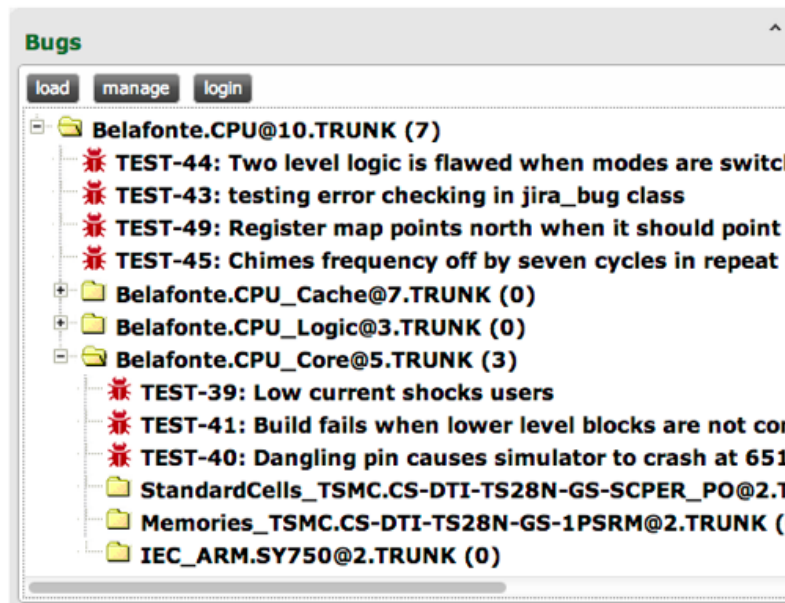 Bugs
load manage login
Belafonte.CPU@10.TRUNK (7)
TEST-44: Two level logic is flawed when modes are
TEST-43: testing error checking in jira_bug class
TEST-49: Register map points north when it should point
TEST-45: Chimes frequency off by seven cycles in repeat
Belafonte.CPU_Cache@7.TRUNK (0)
Belafonte.CPU_Logic@3.TRUNK (0)
Belafonte.CPU_Core@5.TRUNK (3)
TEST-39: Low current shocks users
TEST-41: Build fails when lower level blocks are not
TEST-40: Dangling pin causes simulator to crash at 651
StandardCells_TSMC.CS-DTI-TS28N-GS-SCPER_PO@2.T
Memories_TSMC.CS-DTI-TS28N-GS-1PSRM@2.TRUNK (
IEC_ARM.SY750@2.TRUNK (0)